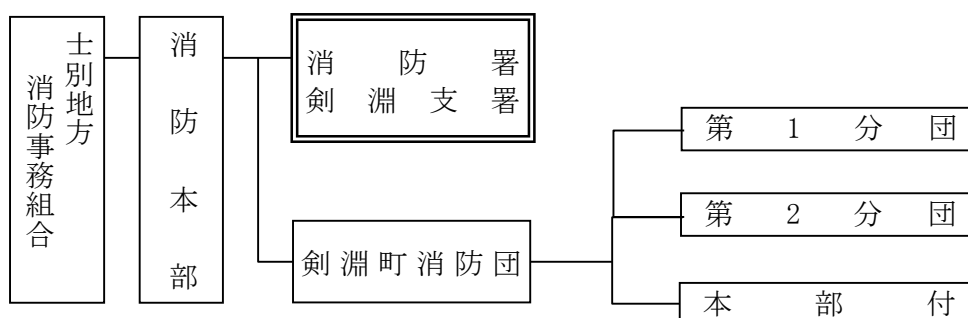 士別地方
消防事務組合
消防本部
消防署
剣淵支署
剣淵町消防団
第1分団
第2分団
本部付